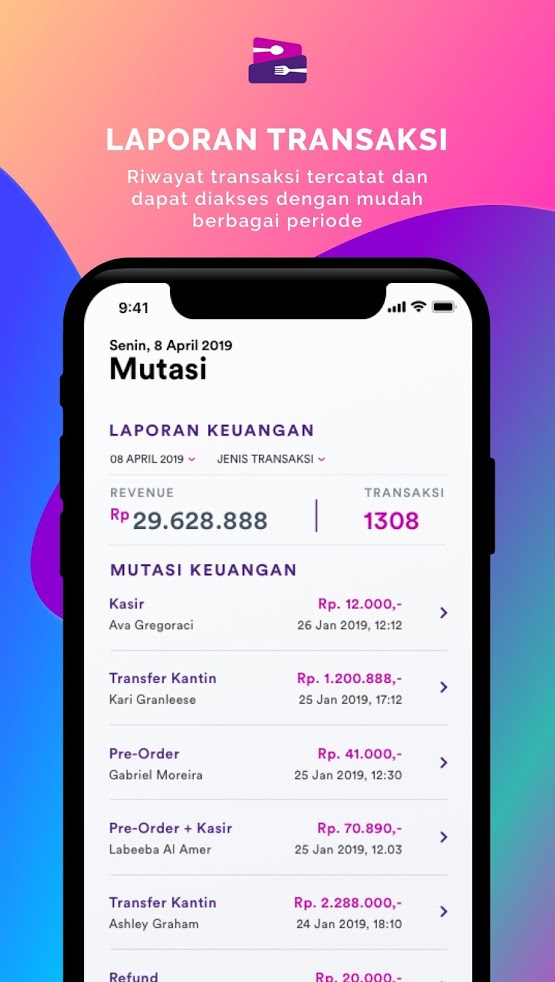 LAPORAN TRANSAKSI
Riwayat transaksi tercatat dan
dapat diakses dengan mudah
berbagai periode
9:41
Senin, 8 April 2019
Mutasi
LAPORAN KEUANGAN
08 APRIL 2019 JENIS TRANSAKSI
REVENUE TRANSAKSI
Rp 29.628.888 1308
MUTASI KEUANGAN
Kasir Rp. 12.000,-
Ava Gregoraci 26 Jan 2019, 12:12
Transfer Kantin Rp. 1.200.888,-
Kari Granleese 25 Jan 2019, 17:12
Pre-Order Rp. 41.000,-
Gabriel Moreira 25 Jan 2019, 12:30
Pre-Order + Kasir Rp. 70.890,-
Labeeba Al Amer 25 Jan 2019, 12.03
Transfer Kantin Rp. 2.288.000,-
Ashley Graham 24 Jan 2019, 18:10
Refund Rp. 20.000,-